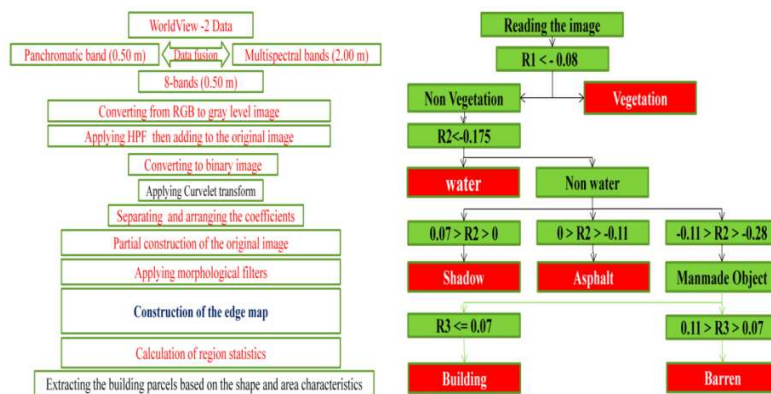 WorldView -2 Data
Panchromatic band (0.50 m)
Data fusion
Multispectral bands (2.00 m)
8-bands (0.50 m)
Converting from RGB to gray level image
Applying HPF then adding to the original image
Converting to binary image
Applying Curvelet transform
Separating and arranging the coefficients
Partial construction of the original image
Applying morphological filters
Construction of the edge map
Calculation of region statistics
Extracting the building parcels based on the shape and area characteristics
Reading the image
R1 < - 0.08
Non Vegetation
Vegetation
R2<-0.175
water
Non water
0.07 > R2 > 0
0 > R2 > -0.11
-0.11 > R2 > -0.28
Shadow
Asphalt
Manmade Object
R3 <= 0.07
0.11 > R3 > 0.07
Building
Barren